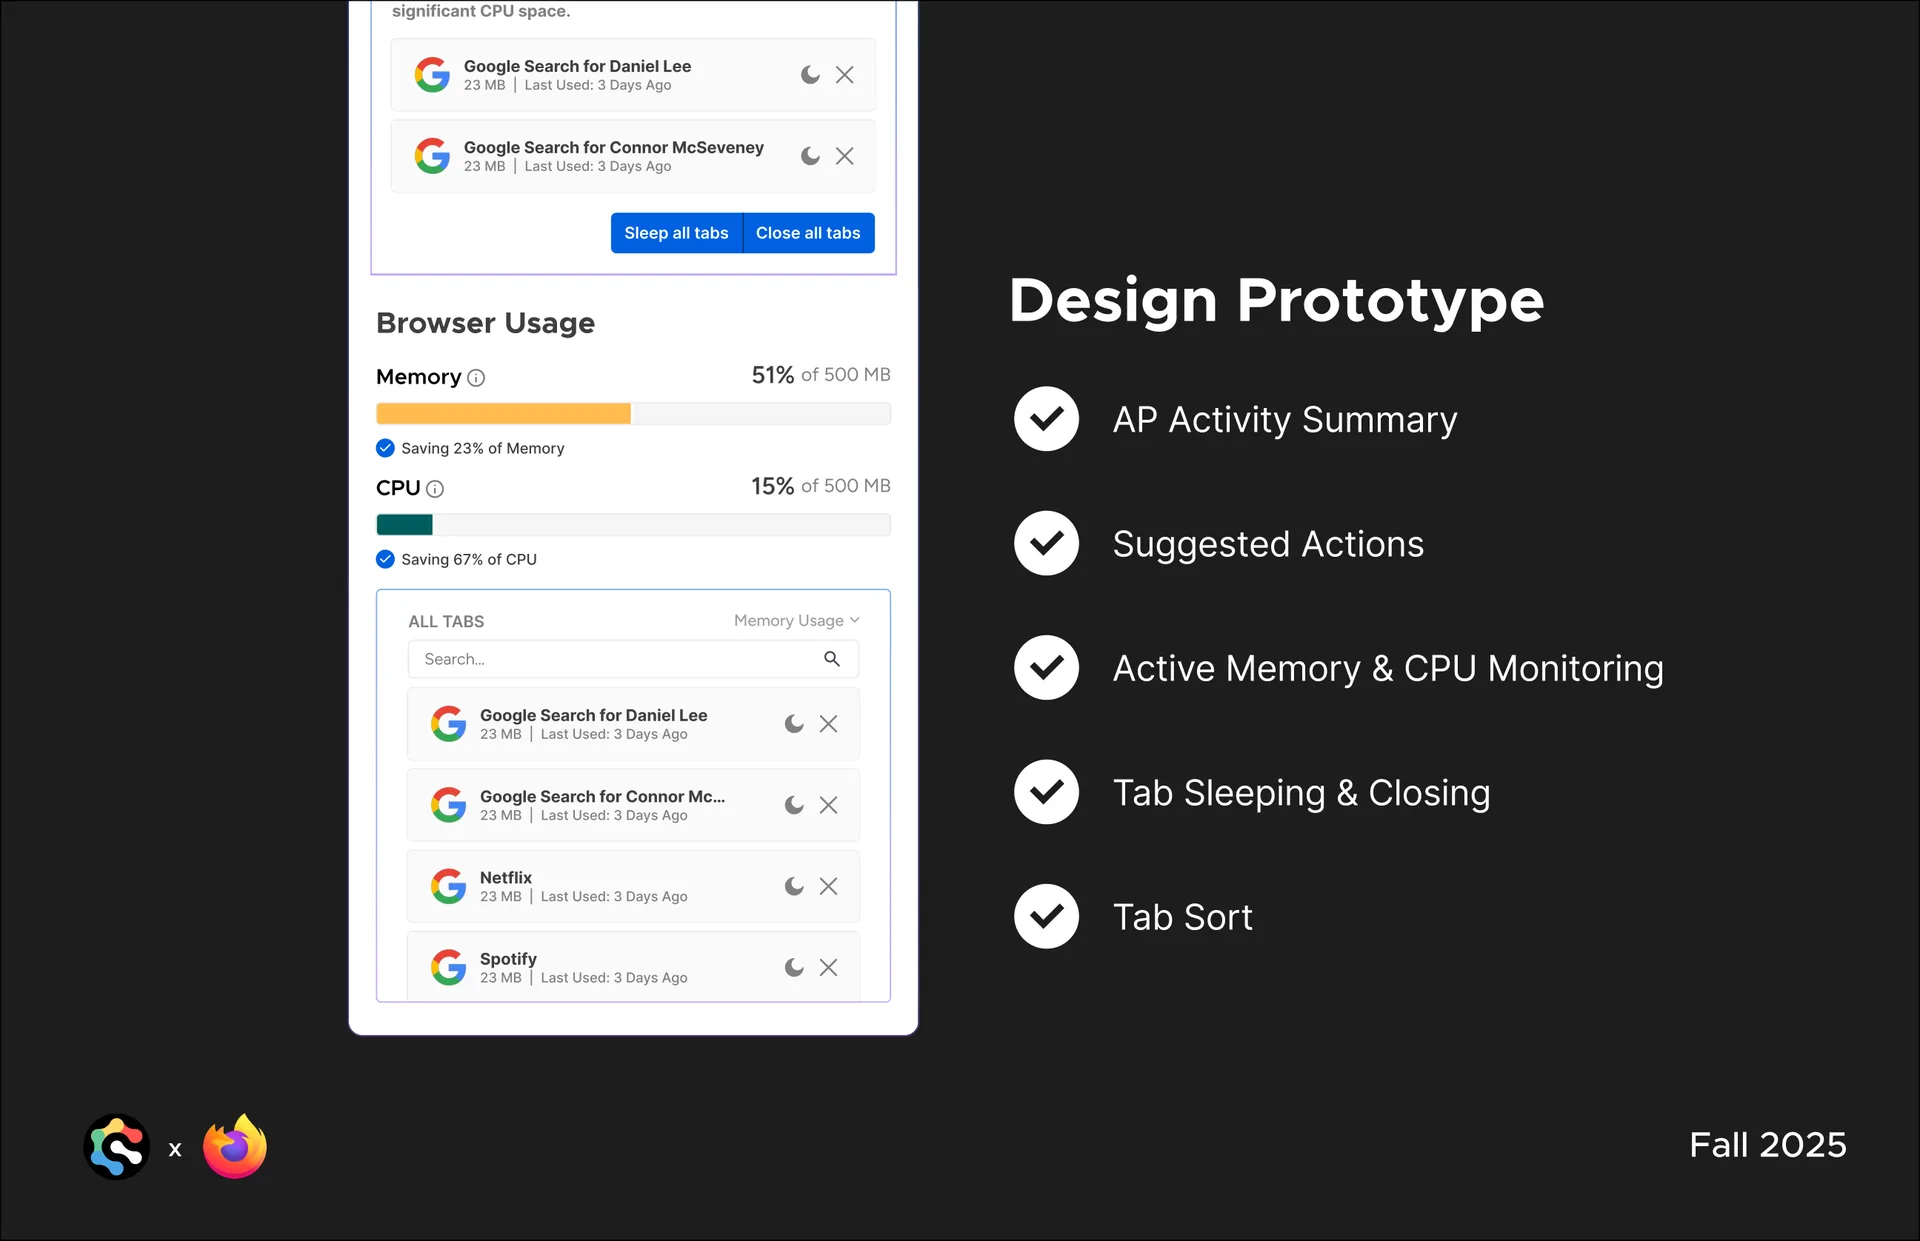 significant CPU space.
Google Search for Daniel Lee
23 MB | Last Used: 3 Days Ago
Google Search for Connor McSeveney
23 MB | Last Used: 3 Days Ago
Sleep all tabs
Close all tabs
Browser Usage
Memory
51% of 500 MB
Saving 23% of Memory
CPU
15% of 500 MB
Saving 67% of CPU
ALL TABS
Memory Usage
Search...
Google Search for Daniel Lee
23 MB | Last Used: 3 Days Ago
Google Search for Connor Mc...
23 MB | Last Used: 3 Days Ago
Netflix
23 MB | Last Used: 3 Days Ago
Spotify
23 MB | Last Used: 3 Days Ago
Design Prototype
AP Activity Summary
Suggested Actions
Active Memory & CPU Monitoring
Tab Sleeping & Closing
Tab Sort
x
Fall 2025